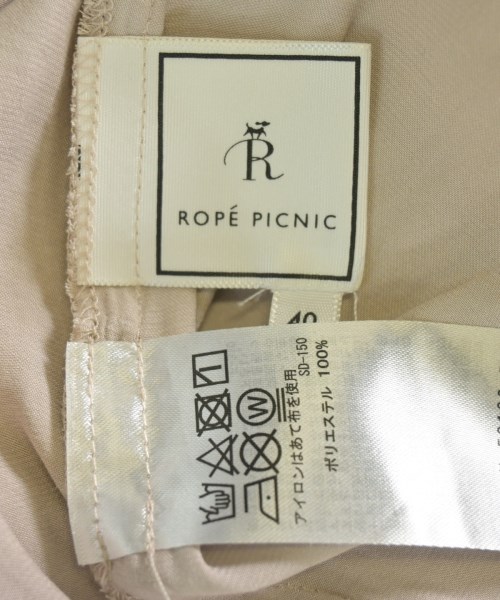 R
ROPÉ PICNIC
40
アイロンはあて布を使用
SD-150
ポリエステル 100%